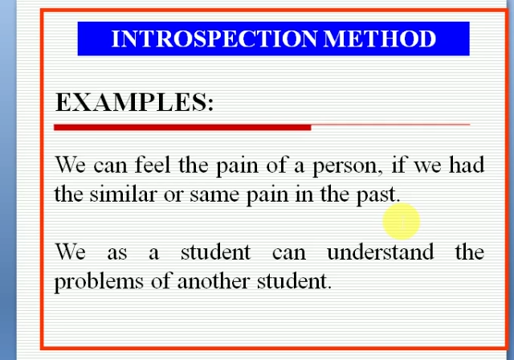 INTROSPECTION METHOD
EXAMPLES:
We can feel the pain of a person, if we had
the similar or same pain in the past.
We as a student can understand the
problems of another student.